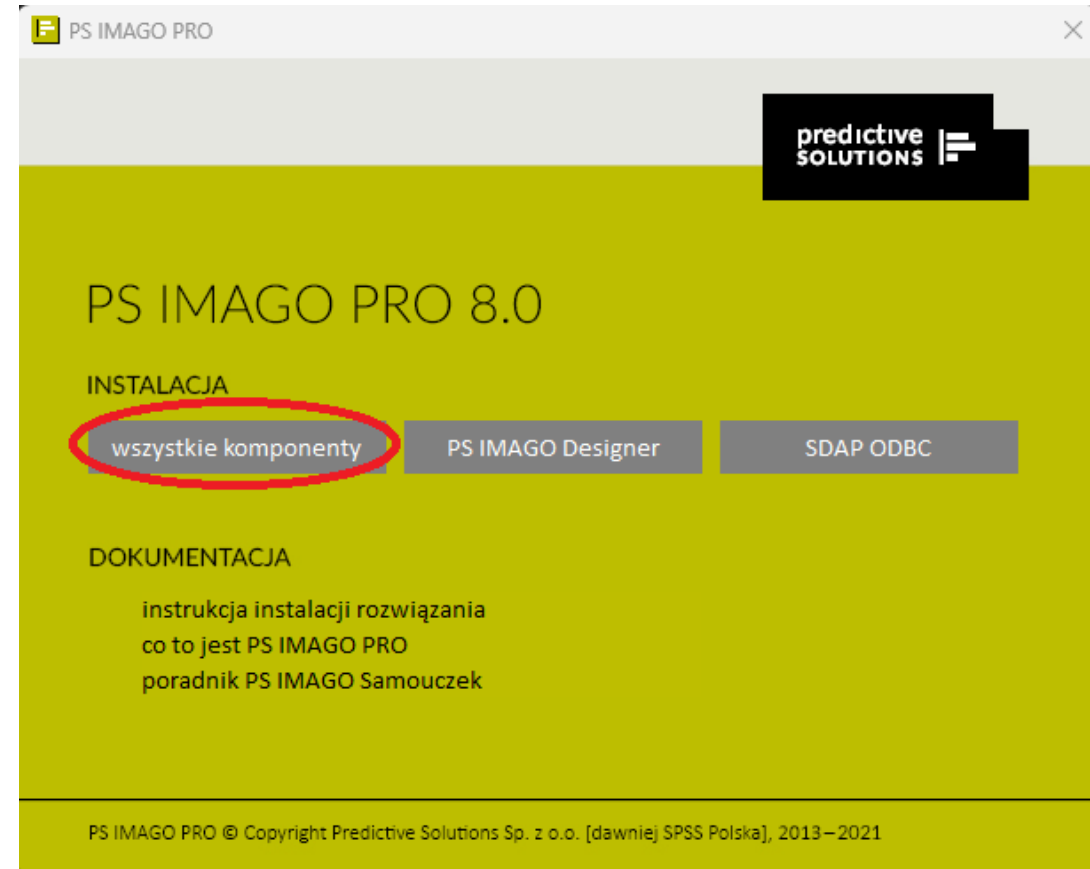 PS IMAGO PRO
predictive
SOLUTIONS
PS IMAGO PRO 8.0
INSTALACJA
wszystkie komponenty
PS IMAGO Designer
SDAP ODBC
DOKUMENTACJA
instrukcja instalacji rozwiązania
co to jest PS IMAGO PRO
poradnik PS IMAGO Samouczek
PS IMAGO PRO © Copyright Predictive Solutions Sp. z o.o. [dawniej SPSS Polska], 2013–2021